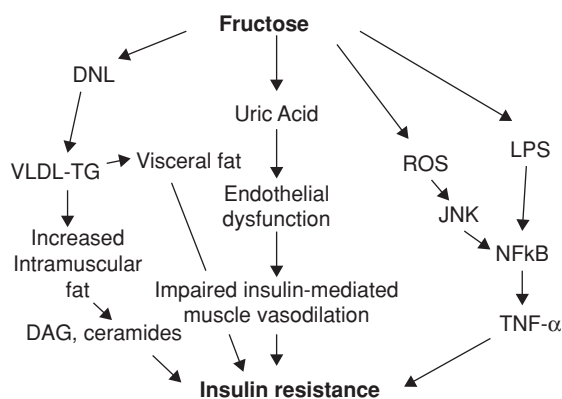 Fructose
DNL
Uric Acid
VLDL-TG
Visceral fat
ROS
LPS
Endothelial
dysfunction
JNK
Increased
Intramuscular
fat
NFkB
Impaired insulin-mediated
muscle vasodilation
DAG, ceramides
TNF-α
Insulin resistance